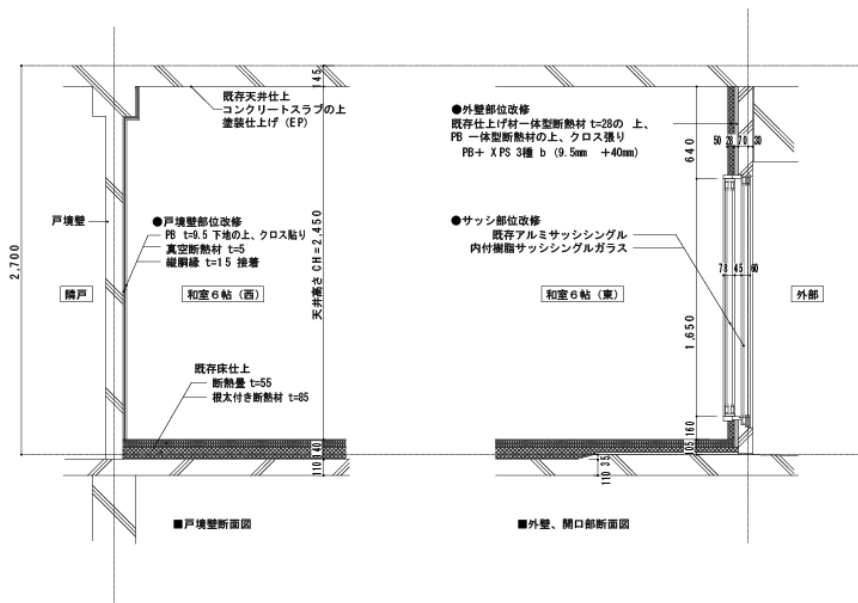 ■戸境壁断面図
2,700
145
既存天井仕上
コンクリートスラブの上
塗装仕上げ（EP）
戸境壁
●戸境壁部位改修
PB t=9.5 下地の上、クロス貼り
真空断熱材 t=5
縦胴縁 t=15 接着
天井高さ CH=2,450
隣戸
和室６帖（西）
既存床仕上
断熱畳 t=55
根太付き断熱材 t=85
140
110
■外壁、開口部断面図
●外壁部位改修
既存仕上げ材一体型断熱材 t=28の 上、
PB 一体型断熱材の上、クロス張り
PB＋ XPS 3種 b (9.5mm ＋40mm)
50 28 70 30
640
●サッシ部位改修
既存アルミサッシシングル
内付樹脂サッシシングルガラス
78 45 60
和室６帖（東）
外部
1,650
160
105
35
110